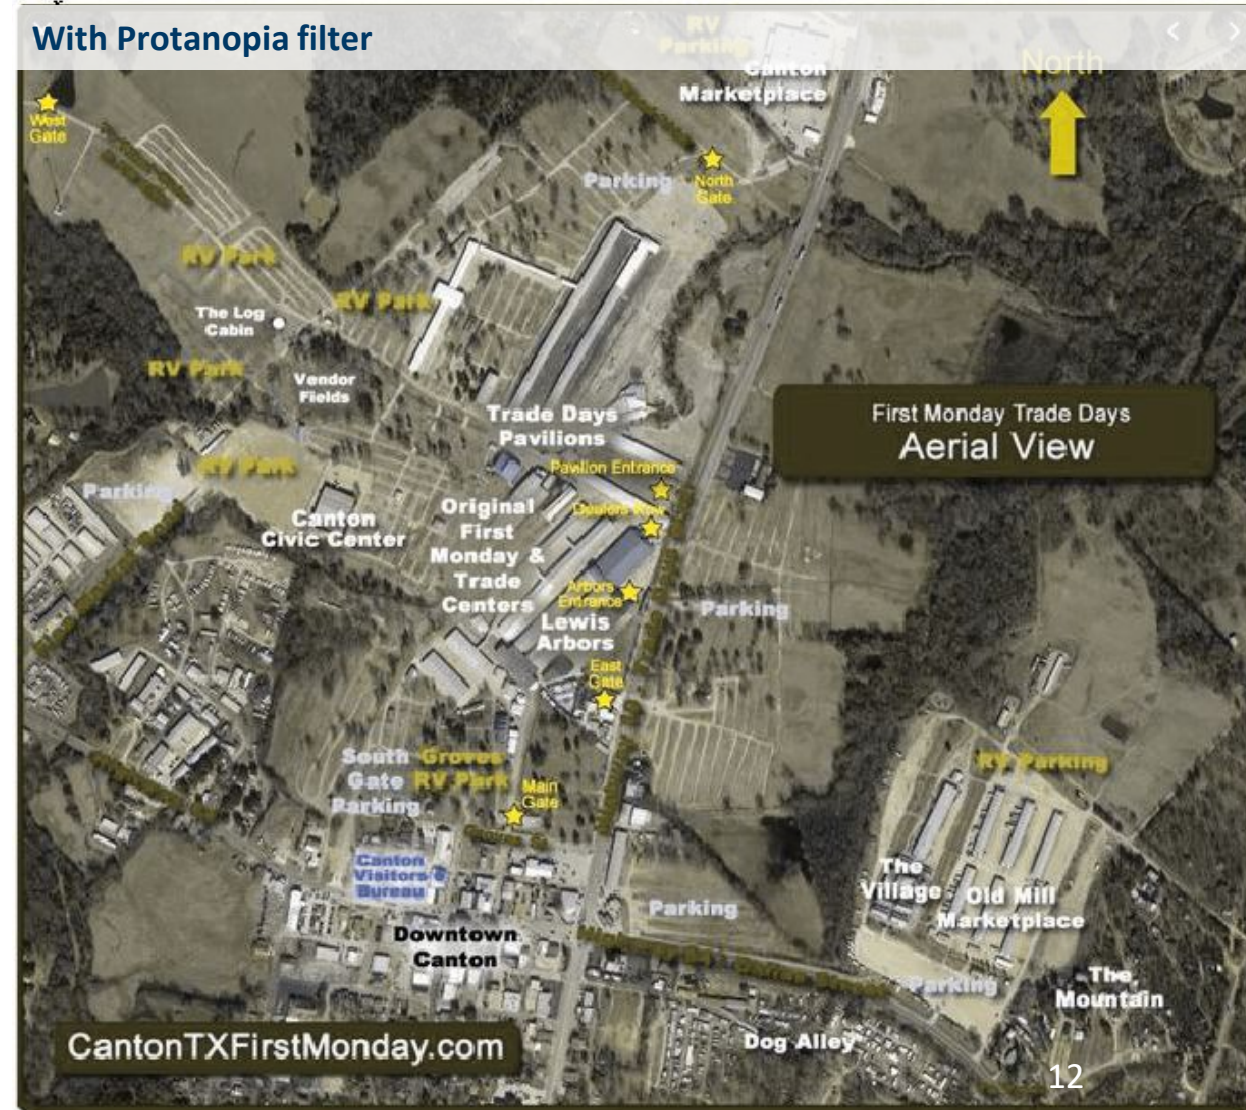 With Protanopia filter
RV
Parking
Canton
Marketplace
North
West
Gate
Parking
North
Gate
RV Park
RV Park
The Log
Cabin
RV Park
Vendor
Fields
Trade Days
Pavilions
First Monday Trade Days
Aerial View
RV Park
Pavilion Entrance
Parking
Original
First
Monday &
Trade
Centers
Dealers Row
Canton
Civic Center
Arbors
Entrance
Parking
Lewis
Arbors
East
Gate
South
Gate
Parking
Groves
RV Park
Main
Gate
RV Parking
Canton
Visitors
Bureau
The
Village
Old Mill
Marketplace
Parking
Downtown
Canton
Parking
The
Mountain
Dog Alley
CantonTXFirstMonday.com
12